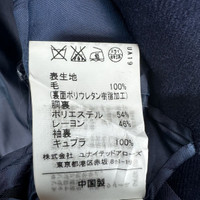 UA19
表生地
毛 100%
(裏面ポリウレタン樹脂加工)
胴裏
ポリエステル 54%
レーヨン 46%
袖裏
キュプラ 100%
株式会社 ユナイテッドアローズ
東京都港区赤坂
中国製